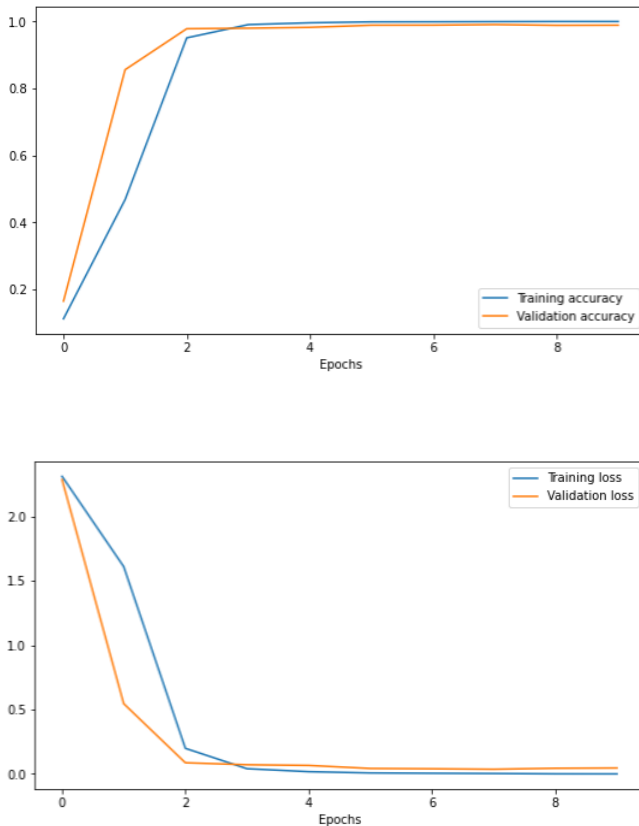 1.0
0.8
0.6
0.4
0.2
Training accuracy
Validation accuracy
0 2 4 6 8
Epochs
Training loss
Validation loss
2.0
1.5
1.0
0.5
0.0
0 2 4 6 8
Epochs